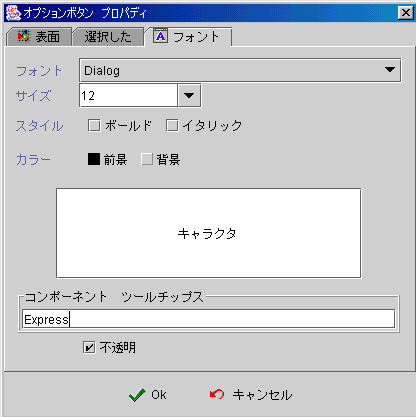 オプションボタン プロパディ
表面 選択した フォント
フォント Dialog
サイズ 12
スタイル ボールド イタリック
カラー 前景 背景
キャラクタ
コンポーネント ツールチップス
Express
不透明
Ok キャンセル